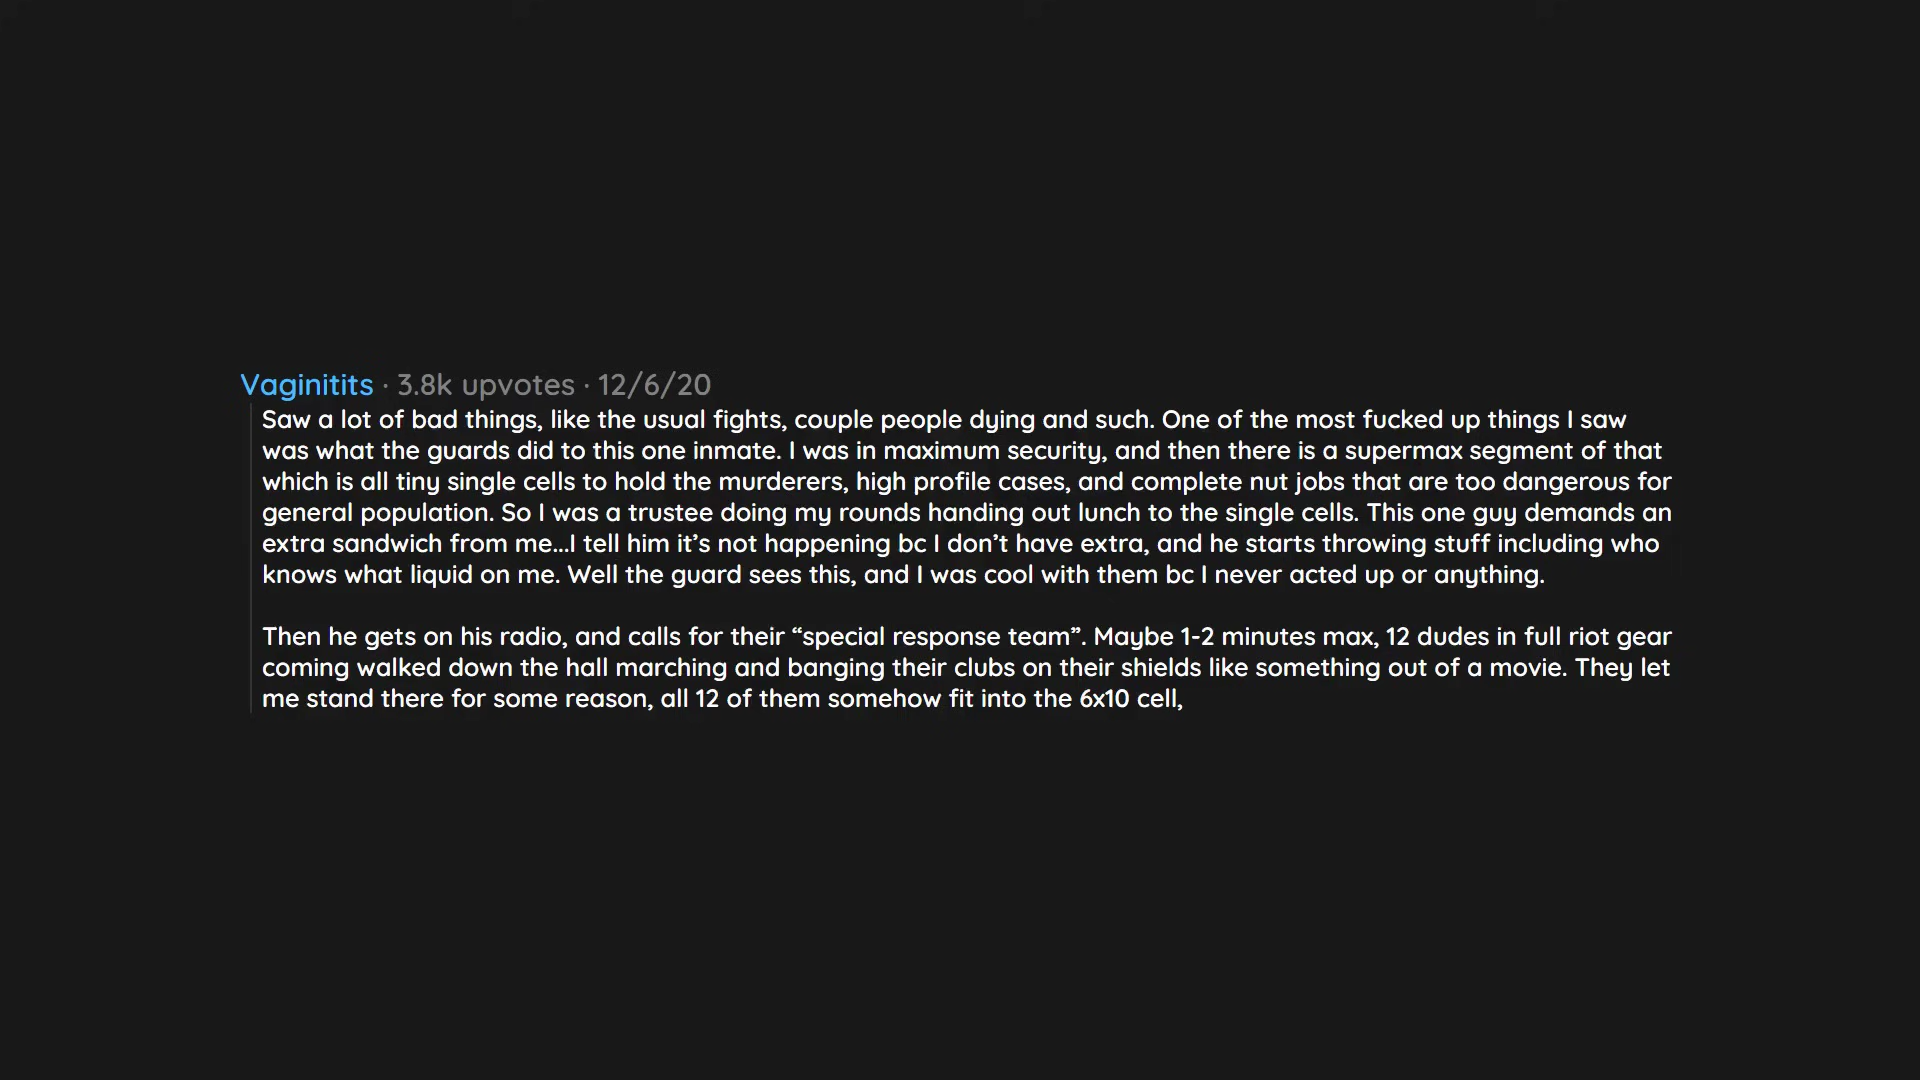 Vaginitits · 3.8k upvotes · 12/6/20
Saw a lot of bad things, like the usual fights, couple people dying and such. One of the most fucked up things I saw
was what the guards did to this one inmate. I was in maximum security, and then there is a supermax segment of that
which is all tiny single cells to hold the murderers, high profile cases, and complete nut jobs that are too dangerous for
general population. So I was a trustee doing my rounds handing out lunch to the single cells. This one guy demands an
extra sandwich from me...I tell him it’s not happening bc I don’t have extra, and he starts throwing stuff including who
knows what liquid on me. Well the guard sees this, and I was cool with them bc I never acted up or anything.
Then he gets on his radio, and calls for their “special response team”. Maybe 1-2 minutes max, 12 dudes in full riot gear
coming walked down the hall marching and banging their clubs on their shields like something out of a movie. They let
me stand there for some reason, all 12 of them somehow fit into the 6x10 cell,